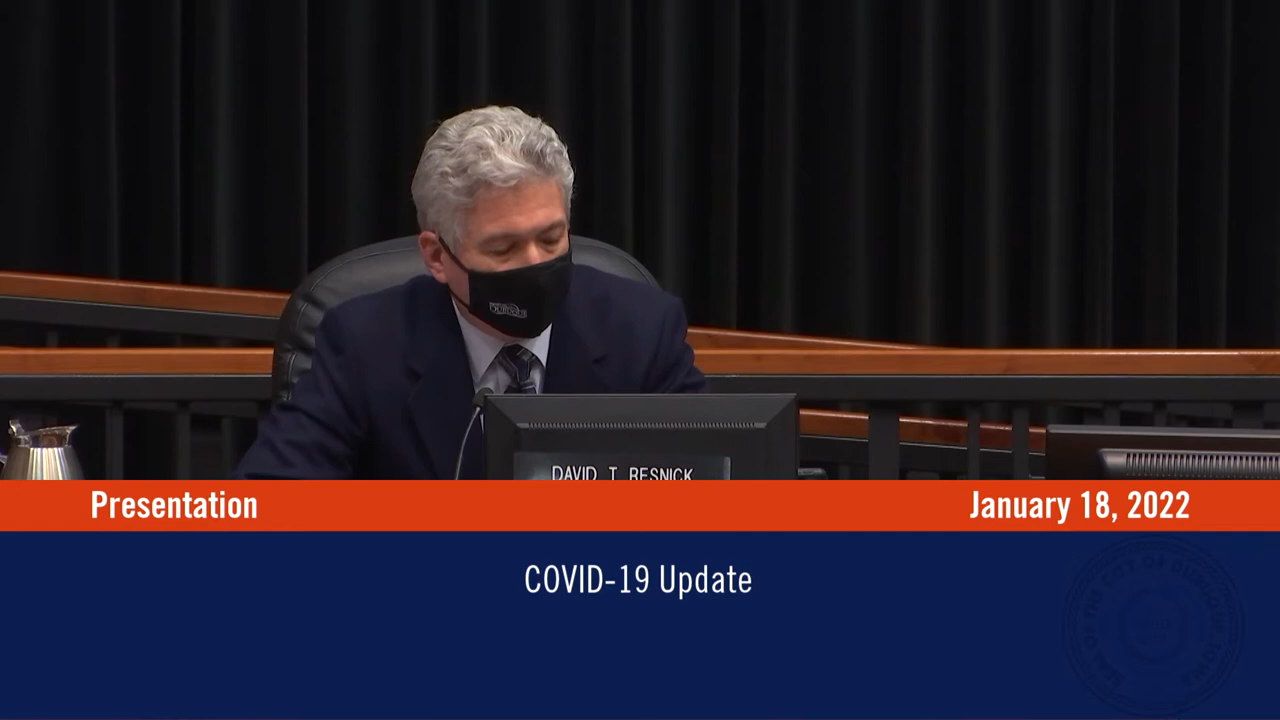 DAVID T RESNICK
Presentation
January 18, 2022
COVID-19 Update